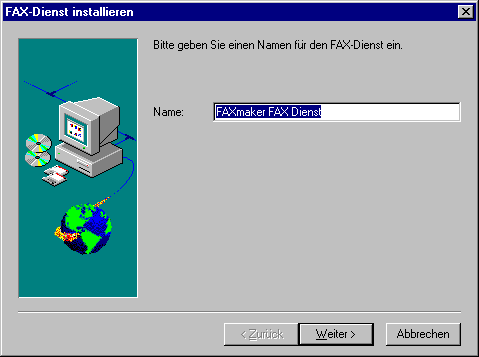 FAX-Dienst installieren
Bitte geben Sie einen Namen für den FAX-Dienst ein.
Name: FAXmaker FAX Dienst
< Zurück Weiter > Abbrechen